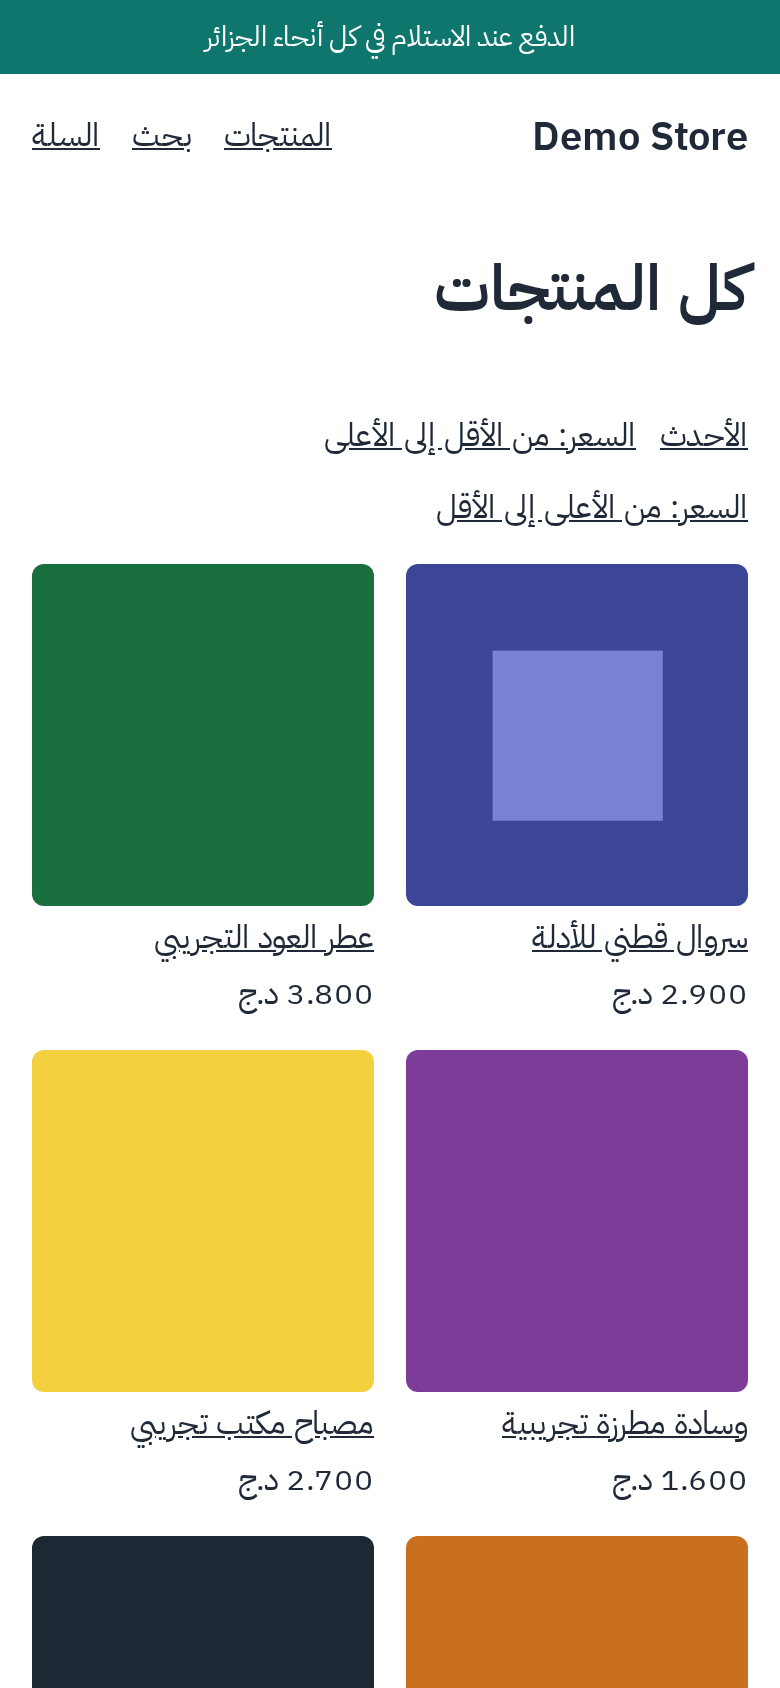 الدفع عند الاستلام في كل أنحاء الجزائر
Demo Store
المنتجات بحث السلة
كل المنتجات
الأحدث السعر: من الأقل إلى الأعلى
السعر: من الأعلى إلى الأقل
سروال قطني للأدلة
2.900 د.ج
عطر العود التجريبي
3.800 د.ج
وسادة مطرزة تجريبية
1.600 د.ج
مصباح مكتب تجريبي
2.700 د.ج